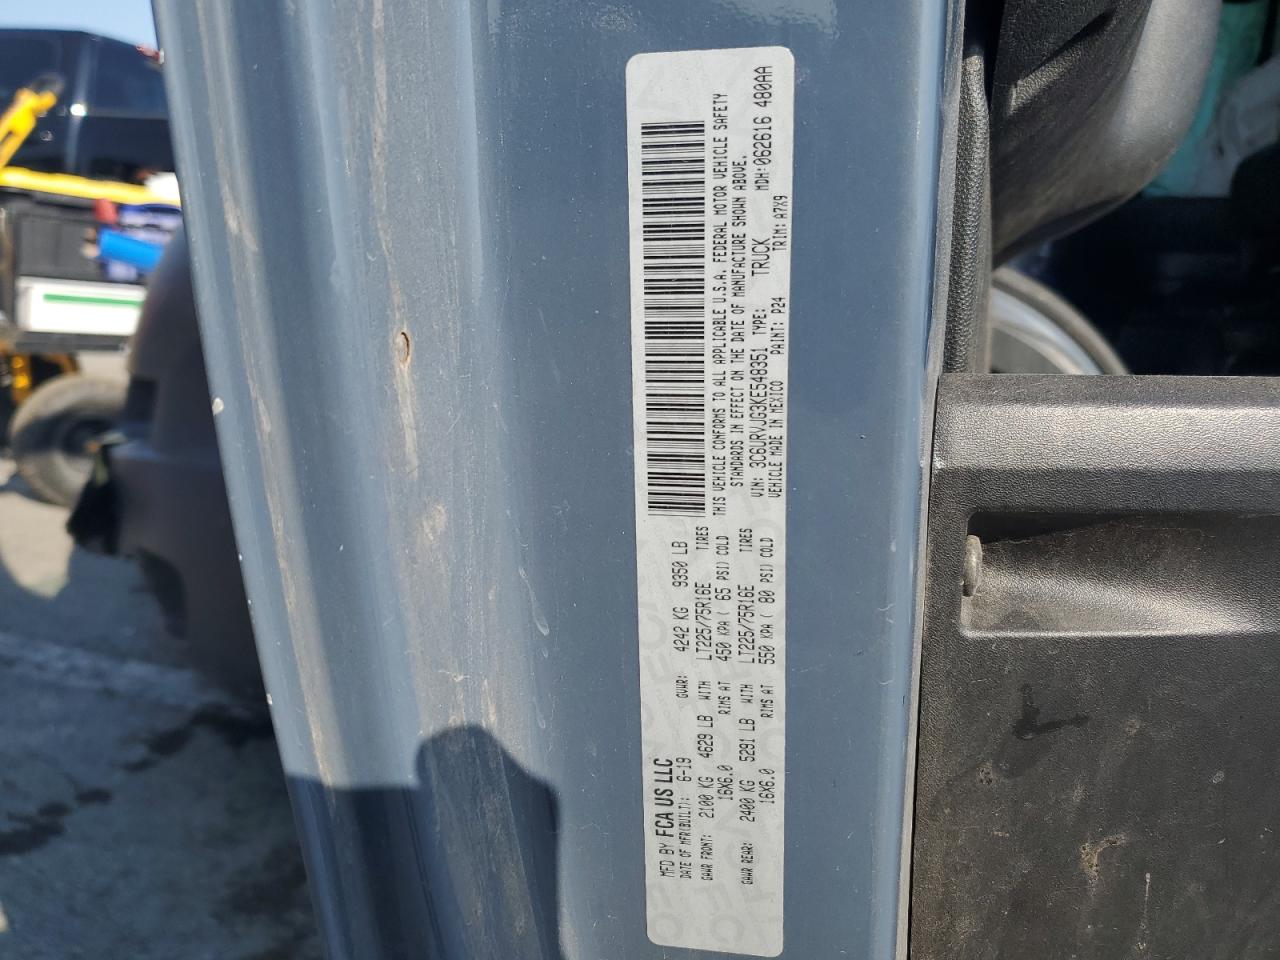 MFD BY FCA US LLC
DATE OF MFR(BUILT): 6-19 GVWR: 4242 KG 9350 LB
GAWR FRONT: 2100 KG 4629 LB WITH LT225/75R16E TIRES
16X6.0 RIMS AT 450 KPA ( 65 PSI) COLD
GAWR REAR: 2400 KG 5291 LB WITH LT225/75R16E TIRES
16X6.0 RIMS AT 550 KPA ( 80 PSI) COLD
THIS VEHICLE CONFORMS TO ALL APPLICABLE U.S.A. FEDERAL MOTOR VEHICLE SAFETY
STANDARDS IN EFFECT ON THE DATE OF MANUFACTURE SHOWN ABOVE.
VIN: 3C6URVJG3KE548351 TYPE: TRUCK MDH: 062616 480AA
VEHICLE MADE IN MEXICO PAINT: P24 TRIM: A7X9